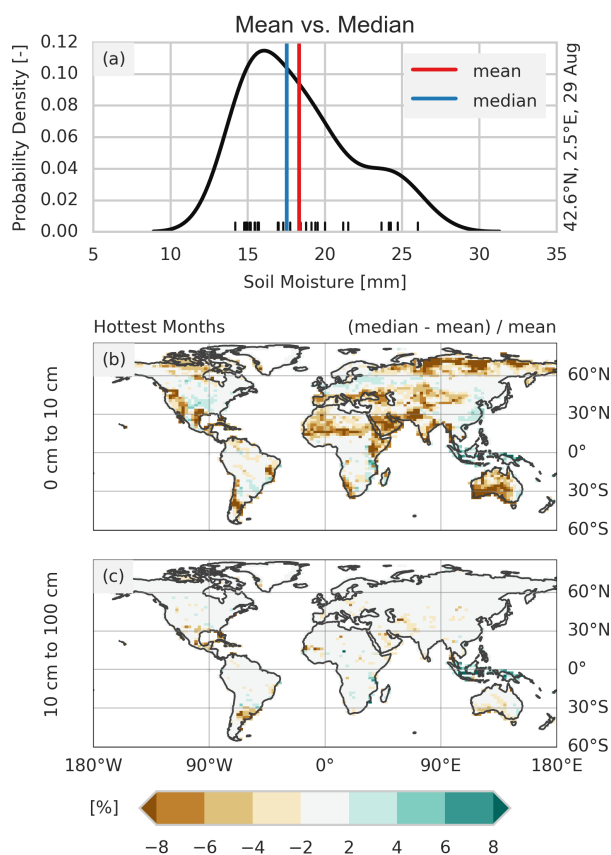 Mean vs. Median
(a)
mean
median
Probability Density [-]
0.12
0.10
0.08
0.06
0.04
0.02
0.00
42.6°N, 2.5°E, 29 Aug
5 10 15 20 25 30 35
Soil Moisture [mm]
Hottest Months (median - mean) / mean
(b)
0 cm to 10 cm
60°N
30°N
0°
30°S
60°S
(c)
10 cm to 100 cm
60°N
30°N
0°
30°S
60°S
180°W 90°W 0° 90°E 180°E
[%]
−8 −6 −4 −2 2 4 6 8